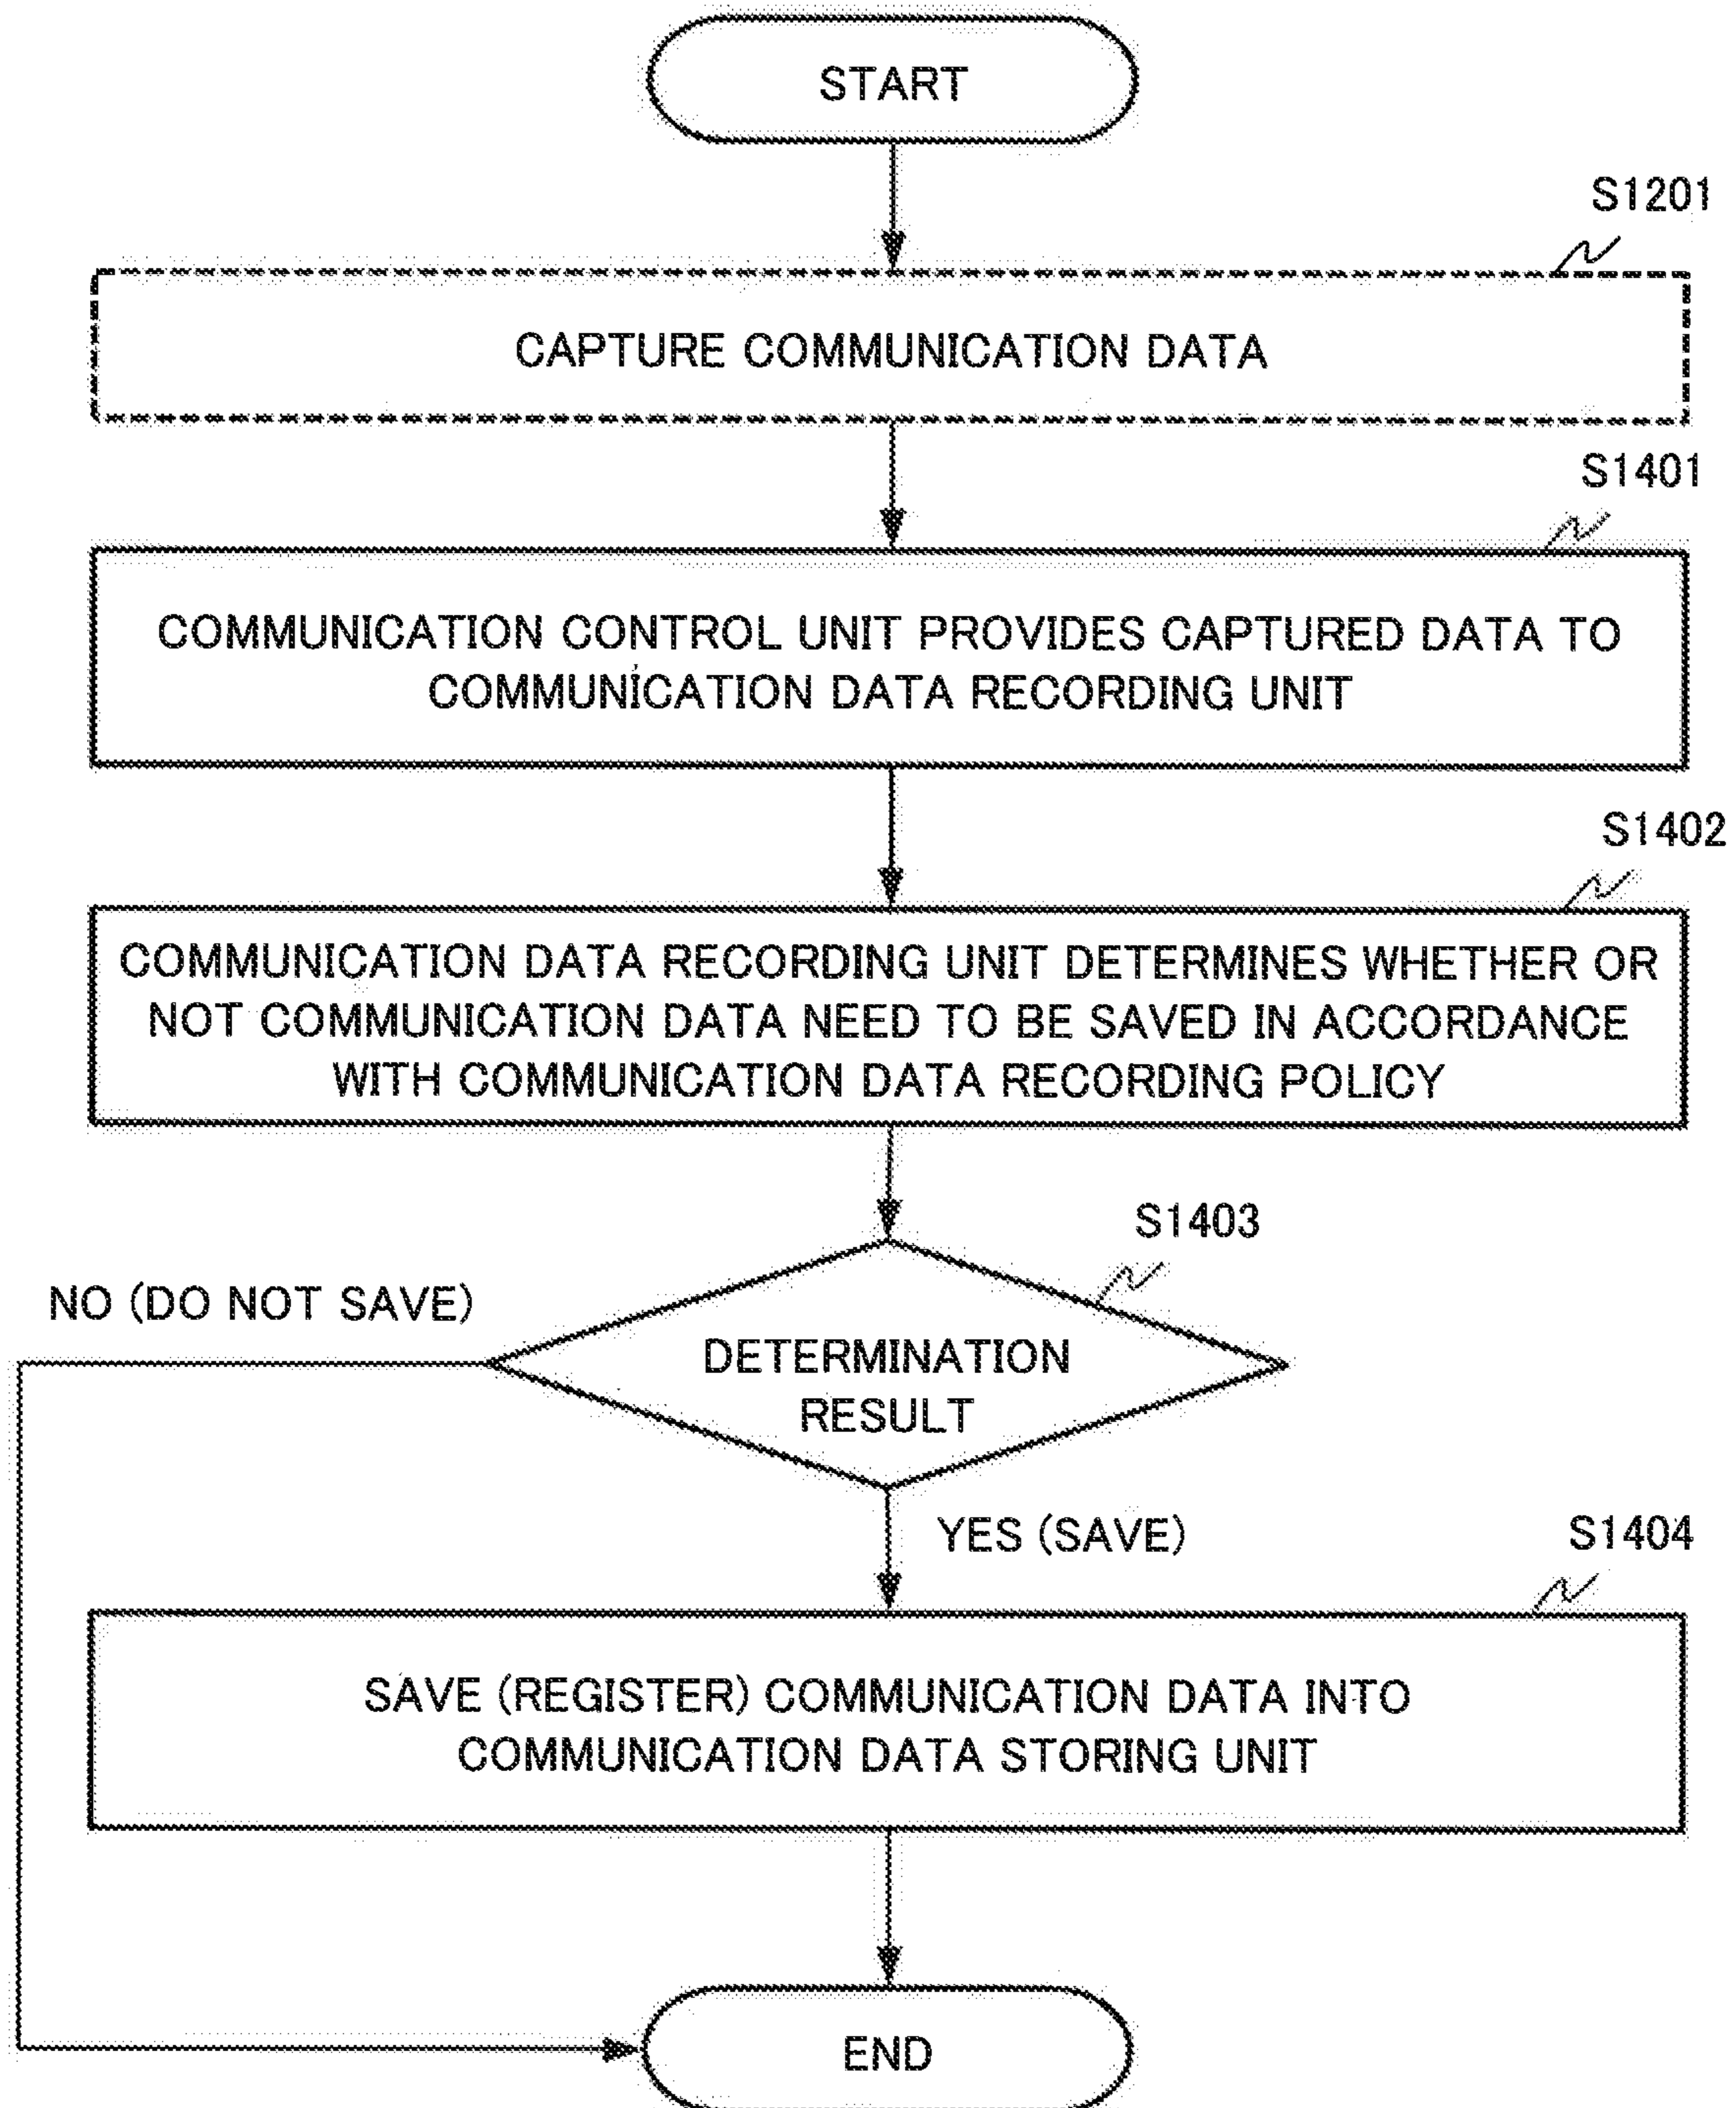 START
S1201
CAPTURE COMMUNICATION DATA
S1401
COMMUNICATION CONTROL UNIT PROVIDES CAPTURED DATA TO
COMMUNICATION DATA RECORDING UNIT
S1402
COMMUNICATION DATA RECORDING UNIT DETERMINES WHETHER OR
NOT COMMUNICATION DATA NEED TO BE SAVED IN ACCORDANCE
WITH COMMUNICATION DATA RECORDING POLICY
S1403
NO (DO NOT SAVE)
DETERMINATION
RESULT
YES (SAVE)
S1404
SAVE (REGISTER) COMMUNICATION DATA INTO
COMMUNICATION DATA STORING UNIT
END